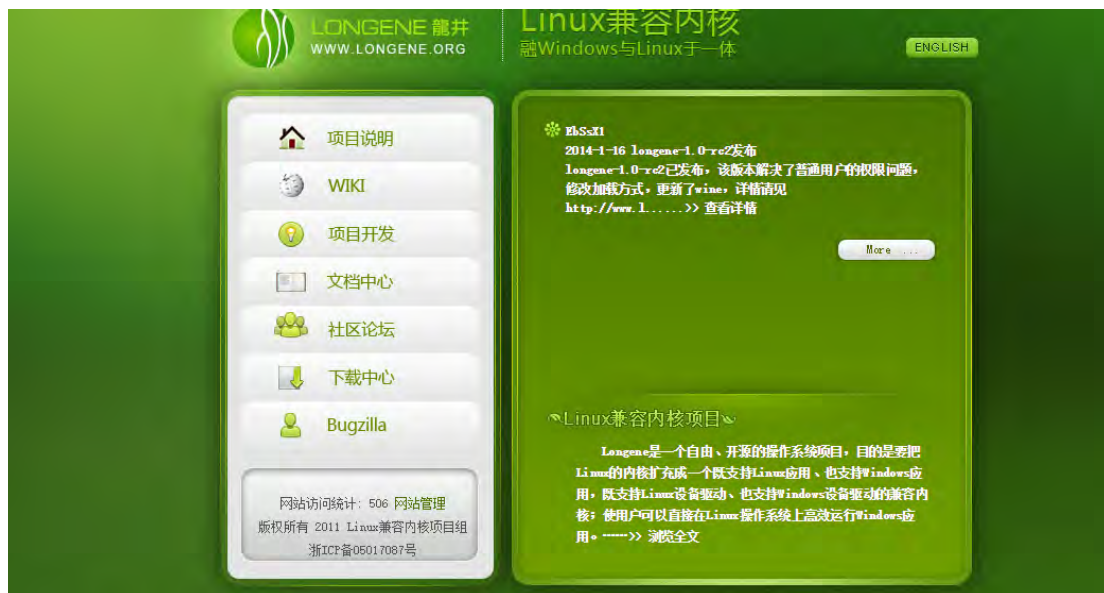 LONGENE 龍井
WWW.LONGENE.ORG
Linux兼容内核
融Windows与Linux于一体
ENGLISH
项目说明
WIKI
项目开发
文档中心
社区论坛
下载中心
Bugzilla
网站访问统计: 506 网站管理
版权所有 2011 Linux兼容内核项目组
浙ICP备05017087号
EbSsX1
2014-1-16 longene-1.0-rc2发布
longene-1.0-rc2已发布，该版本解决了普通用户的权限问题，
修改加载方式，更新了wine，详情请见
http://www.l......>> 查看详情
More ...
Linux兼容内核项目
Longene是一个自由、开源的操作系统项目，目的是要把
Linux的内核扩充成一个既支持Linux应用、也支持Windows应
用，既支持Linux设备驱动、也支持Windows设备驱动的兼容内
核；使用户可以直接在Linux操作系统上高效运行Windows应
用。······>> 浏览全文